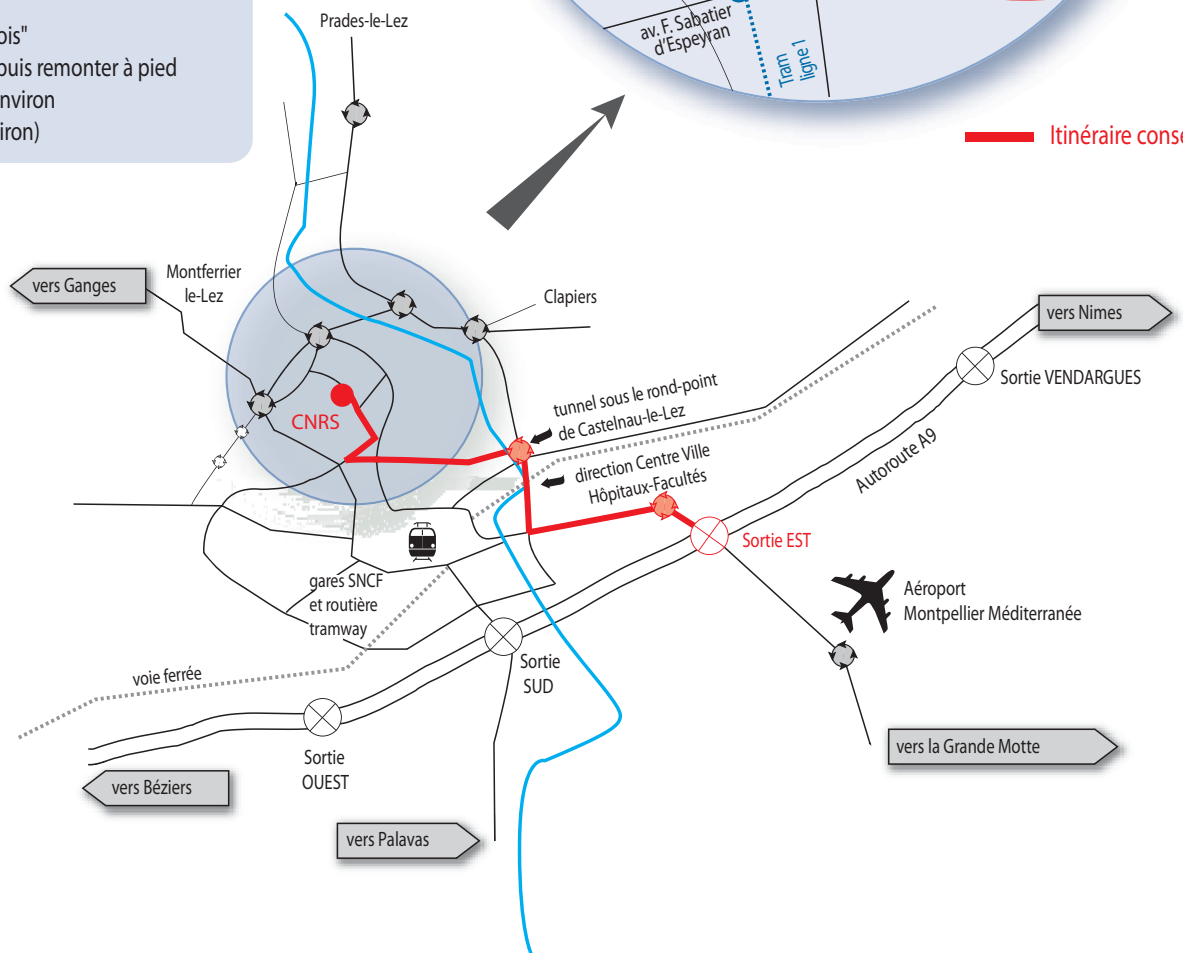 ois"
puis remonter à pied
nviron
iron)
Prades-le-Lez
av. F. Sabatier
d'Espeyran
Tram
ligne 1
Itinéraire conse
vers Ganges
Montferrier
le-Lez
Clapiers
vers Nimes
Sortie VENDARGUES
tunnel sous le rond-point
de Castelnau-le-Lez
CNRS
direction Centre Ville
Hôpitaux-Facultés
Autoroute A9
Sortie EST
gares SNCF
et routière
tramway
Aéroport
Montpellier Méditerranée
voie ferrée
Sortie
SUD
Sortie
OUEST
vers la Grande Motte
vers Béziers
vers Palavas